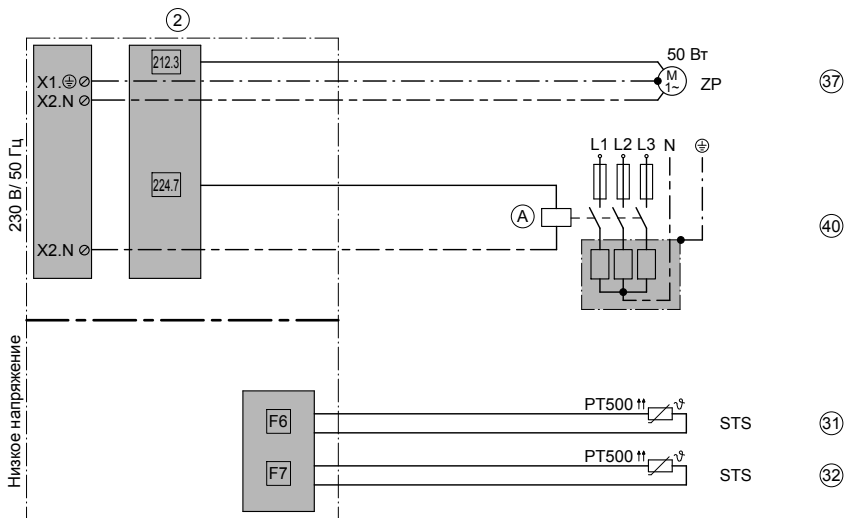 2
212.3
50 Вт
X1.
M
1~
ZP
37
X2.N
L1 L2 L3 N
224.7
A
40
X2.N
230 В/ 50 Гц
Низкое напряжение
PT500
ϑ
F6
STS
31
PT500
ϑ
F7
STS
32